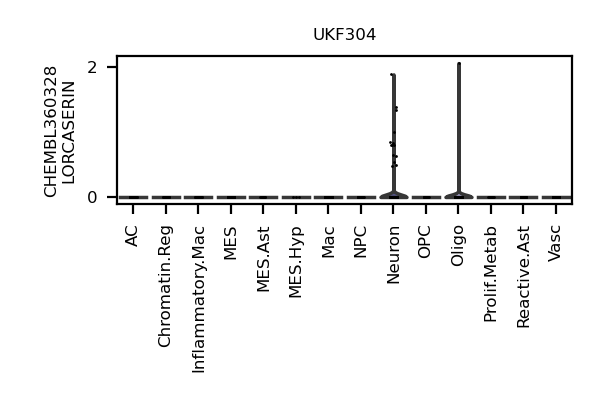 UKF304
CHEMBL360328
LORCASERIN
2
0
AC
Chromatin.Reg
Inflammatory.Mac
MES
MES.Ast
MES.Hyp
Mac
NPC
Neuron
OPC
Oligo
Prolif.Metab
Reactive.Ast
Vasc